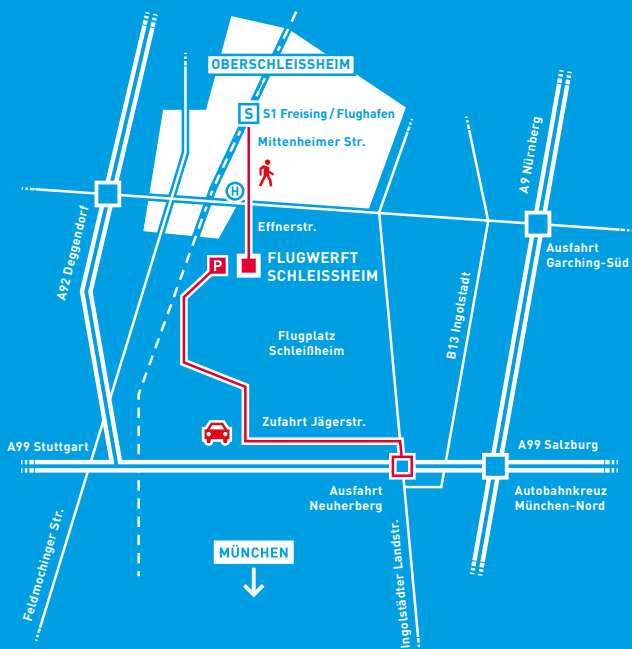 OBERSCHLEISSHEIM
S
S1 Freising / Flughafen
Mittenheimer Str.
A9 Nürnberg
H
Effnerstr.
A92 Deggendorf
Ausfahrt
Garching-Süd
P
FLUGWERFT
SCHLEISSHEIM
B13 Ingolstadt
Flugplatz
Schleißheim
Zufahrt Jägerstr.
A99 Stuttgart
A99 Salzburg
Ausfahrt
Neuherberg
Autobahnkreuz
München-Nord
Feldmochinger Str.
MÜNCHEN
Ingolstädter Landstr.